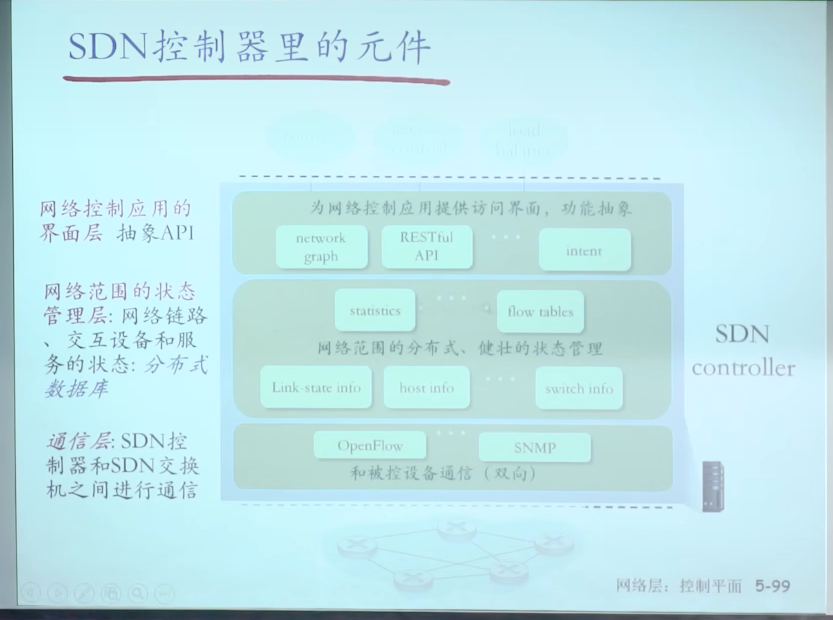 SDN控制器里的元件
load
网络控制应用的
界面层 抽象API
为网络控制应用提供访问界面，功能抽象
network
graph
RESTful
API
...
intent
网络范围的状态
管理层: 网络链路
、交互设备和服
务的状态: 分布式
数据库
statistics
...
flow tables
网络范围的分布式、健壮的状态管理
Link-state info
host info
...
switch info
SDN
controller
通信层: SDN控
制器和SDN交换
机之间进行通信
OpenFlow
...
SNMP
和被控设备通信（双向）
网络层：控制平面 5-99